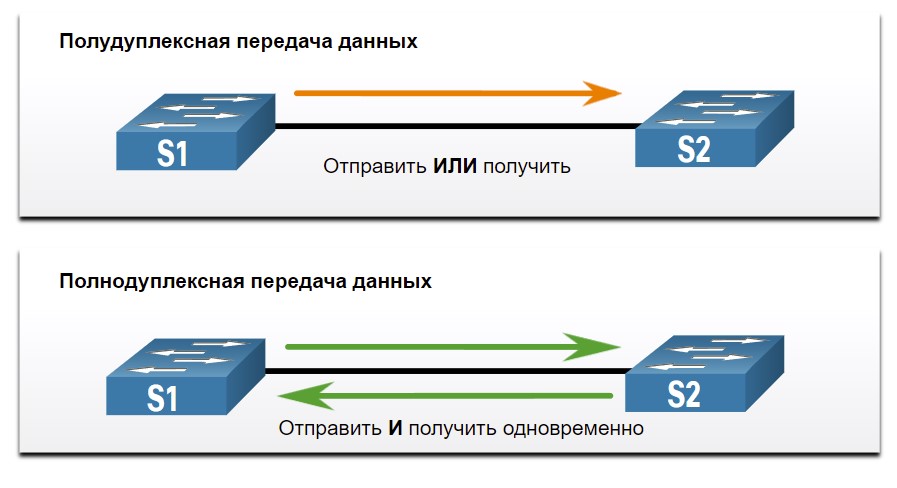 Полудуплексная передача данных
S1
S2
Отправить ИЛИ получить
Полнодуплексная передача данных
S1
S2
Отправить И получить одновременно